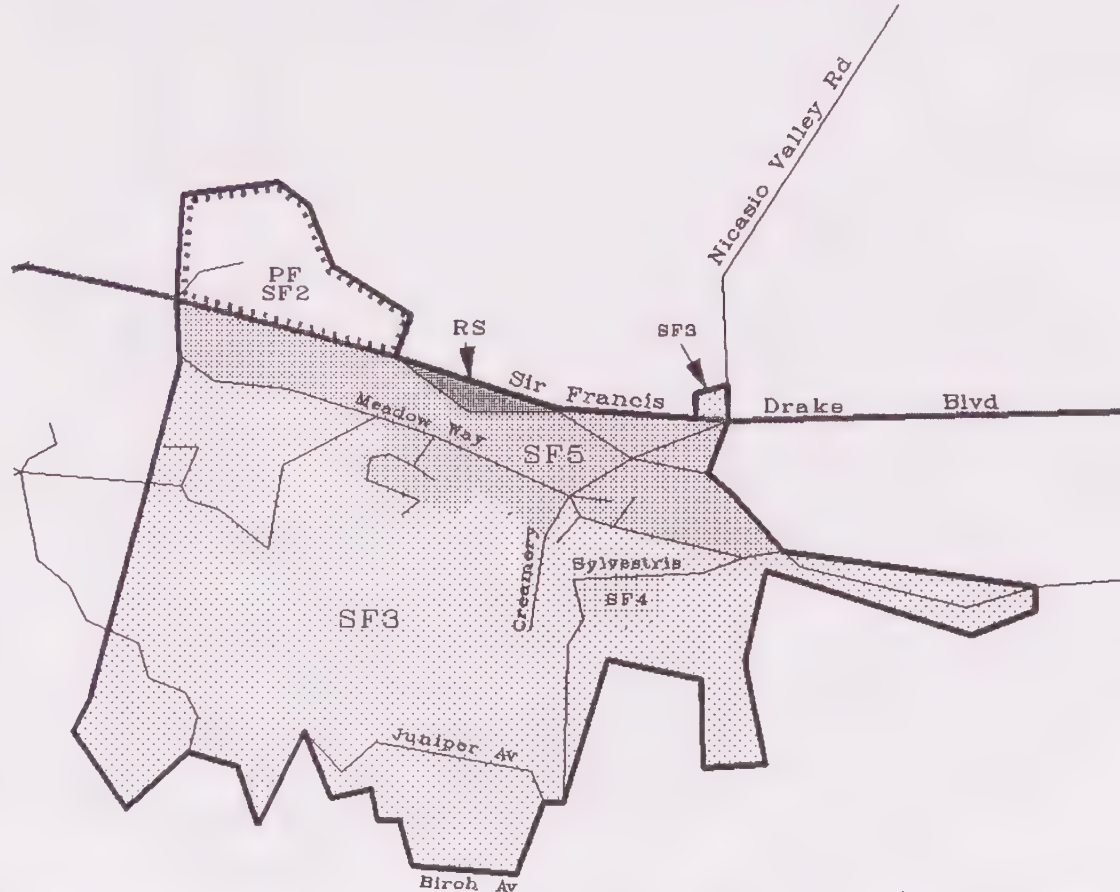 Nicasio Valley Rd
PF
SF2
RS
SF3
Sir Francis Drake Blvd
Meadow Way
SF5
Creamery
Sylvestris
SF4
SF3
Juniper Av
Birch Av